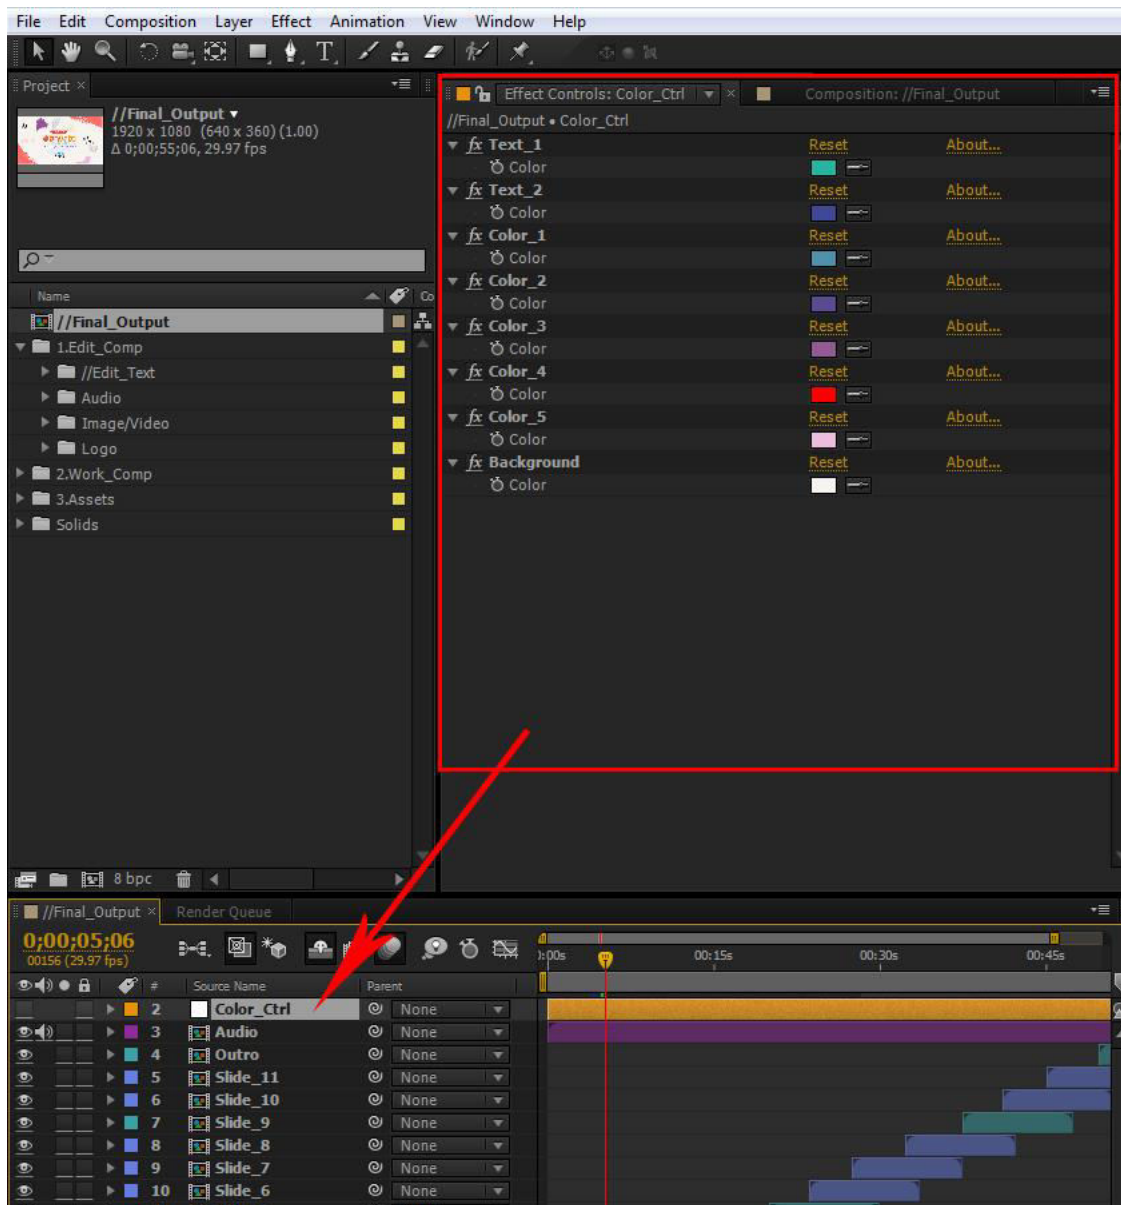 File Edit Composition Layer Effect Animation View Window Help
Project
//Final_Output
1920 x 1080 (640 x 360) (1.00)
Δ 0;00;55;06, 29.97 fps
Name Co
//Final_Output
1.Edit_Comp
//Edit_Text
Audio
Image/Video
Logo
2.Work_Comp
3.Assets
Solids
8 bpc
Effect Controls: Color_Ctrl Composition: //Final_Output
//Final_Output • Color_Ctrl
fx Text_1 Reset About...
Color
fx Text_2 Reset About...
Color
fx Color_1 Reset About...
Color
fx Color_2 Reset About...
Color
fx Color_3 Reset About...
Color
fx Color_4 Reset About...
Color
fx Color_5 Reset About...
Color
fx Background Reset About...
Color
//Final_Output Render Queue
0;00;05;06
00156 (29.97 fps)
):00s 00:15s 00:30s 00:45s
# Source Name Parent
2 Color_Ctrl None
3 Audio None
4 Outro None
5 Slide_11 None
6 Slide_10 None
7 Slide_9 None
8 Slide_8 None
9 Slide_7 None
10 Slide_6 None